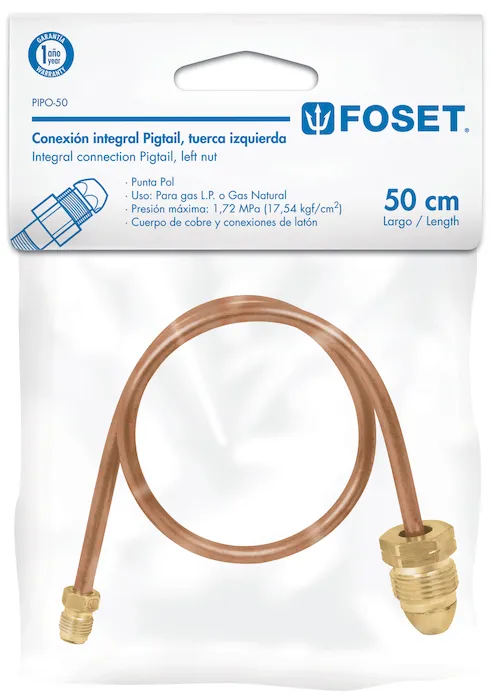 GARANTÍA
1 año
year
WARRANTY
PIPO-50
Conexión integral Pigtail, tuerca izquierda
Integral connection Pigtail, left nut
FOSET®
· Punta Pol
· Uso: Para gas L.P. o Gas Natural
· Presión máxima: 1,72 MPa (17,54 kgf/cm²)
· Cuerpo de cobre y conexiones de latón
50 cm
Largo / Length